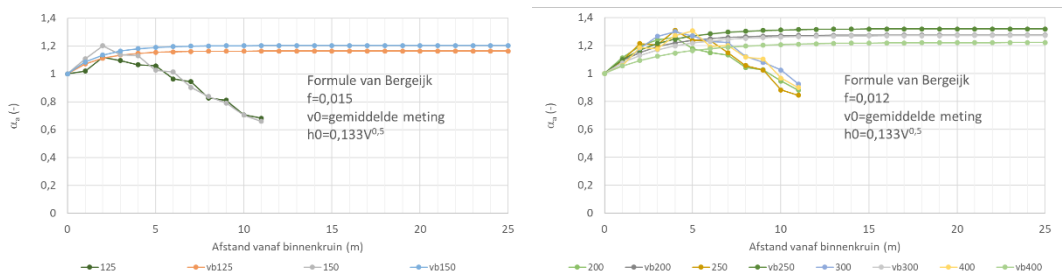 1,4
1,2
1
0,8
0,6
0,4
0,2
0
αa (-)
Formule van Bergeijk
f=0,015
v0=gemiddelde meting
h0=0,133V0,5
0 5 10 15 20 25
Afstand vanaf binnenkruin (m)
125 vb125 150 vb150
1,4
1,2
1
0,8
0,6
0,4
0,2
0
αa (-)
Formule van Bergeijk
f=0,012
v0=gemiddelde meting
h0=0,133V0,5
0 5 10 15 20 25
Afstand vanaf binnenkruin (m)
200 vb200 250 vb250 300 vb300 400 vb400